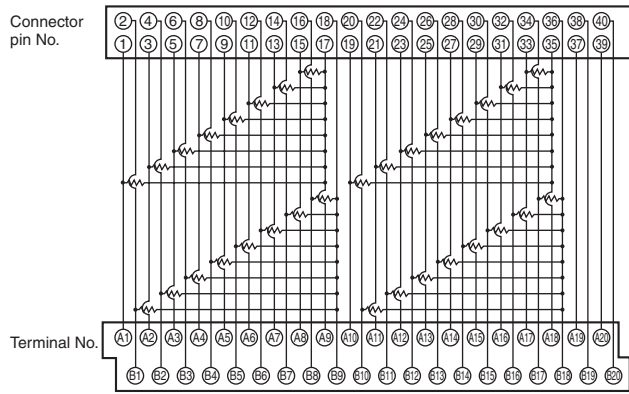 Connector pin No.
② ④ ⑥ ⑧ ⑩ ⑫ ⑭ ⑯ ⑱ ⑳ 22 24 26 28 30 32 34 36 38 40
① ③ ⑤ ⑦ ⑨ ⑪ ⑬ ⑮ ⑰ ⑲ 21 23 25 27 29 31 33 35 37 39
Terminal No.
A1 A2 A3 A4 A5 A6 A7 A8 A9 A10 A11 A12 A13 A14 A15 A16 A17 A18 A19 A20
B1 B2 B3 B4 B5 B6 B7 B8 B9 B10 B11 B12 B13 B14 B15 B16 B17 B18 B19 B20